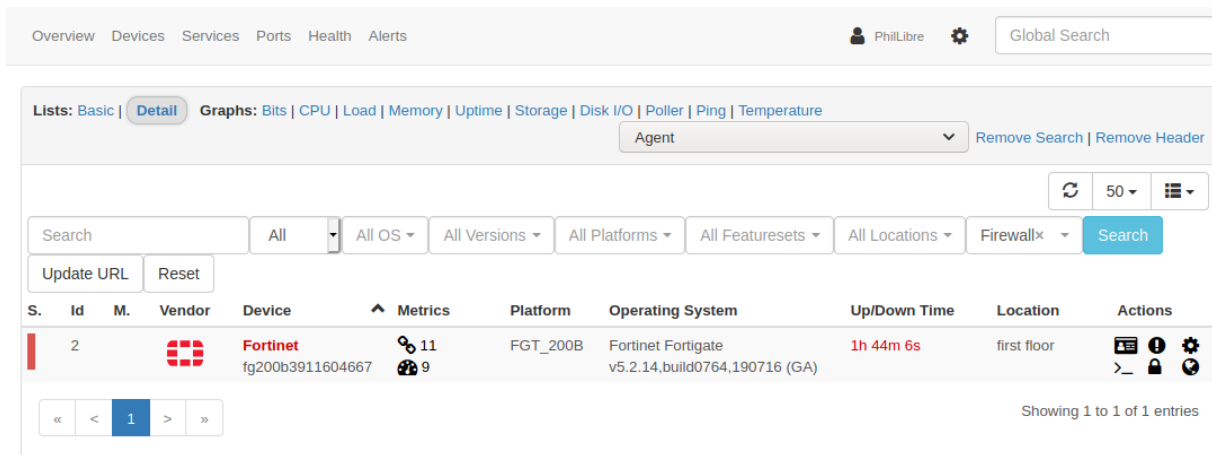 Overview Devices Services Ports Health Alerts PhilLibre Global Search
Lists: Basic | Detail Graphs: Bits | CPU | Load | Memory | Uptime | Storage | Disk I/O | Poller | Ping | Temperature
Agent Remove Search | Remove Header
50
Search All All OS All Versions All Platforms All Featuresets All Locations Firewall× Search
Update URL Reset
S. Id M. Vendor Device Metrics Platform Operating System Up/Down Time Location Actions
2 Fortinet 11 FGT_200B Fortinet Fortigate 1h 44m 6s first floor
fg200b3911604667 9 v5.2.14,build0764,190716 (GA)
« < 1 > » Showing 1 to 1 of 1 entries